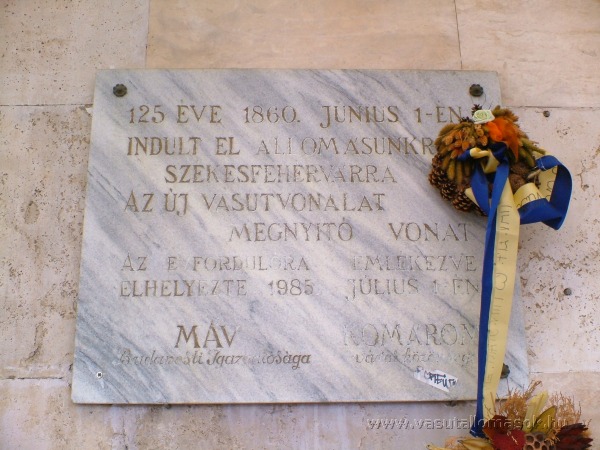 125 ÉVE 1860. JÚNIUS 1-ÉN
INDULT EL ÁLLOMÁSUNKRÓL
SZÉKESFEHÉRVÁRRA
AZ ÚJ VASÚTVONALAT
MEGNYITÓ VONAT
AZ ÉVFORDULÓRA EMLÉKEZVE
ELHELYEZTE 1985 JÚLIUS 1-ÉN
MÁV KOMÁROM
Budapesti Igazgatósága
www.vasutallomasok.hu